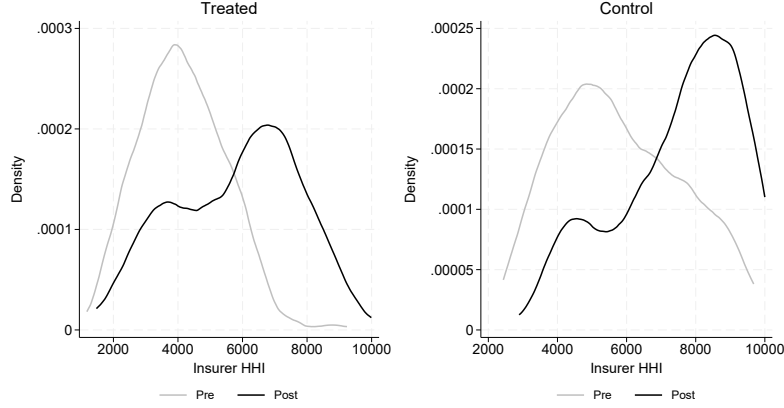 Treated
.0003
.0002
.0001
0
Density
2000 4000 6000 8000 10000
Insurer HHI
Pre Post
Control
.00025
.0002
.00015
.0001
.00005
0
Density
2000 4000 6000 8000 10000
Insurer HHI
Pre Post